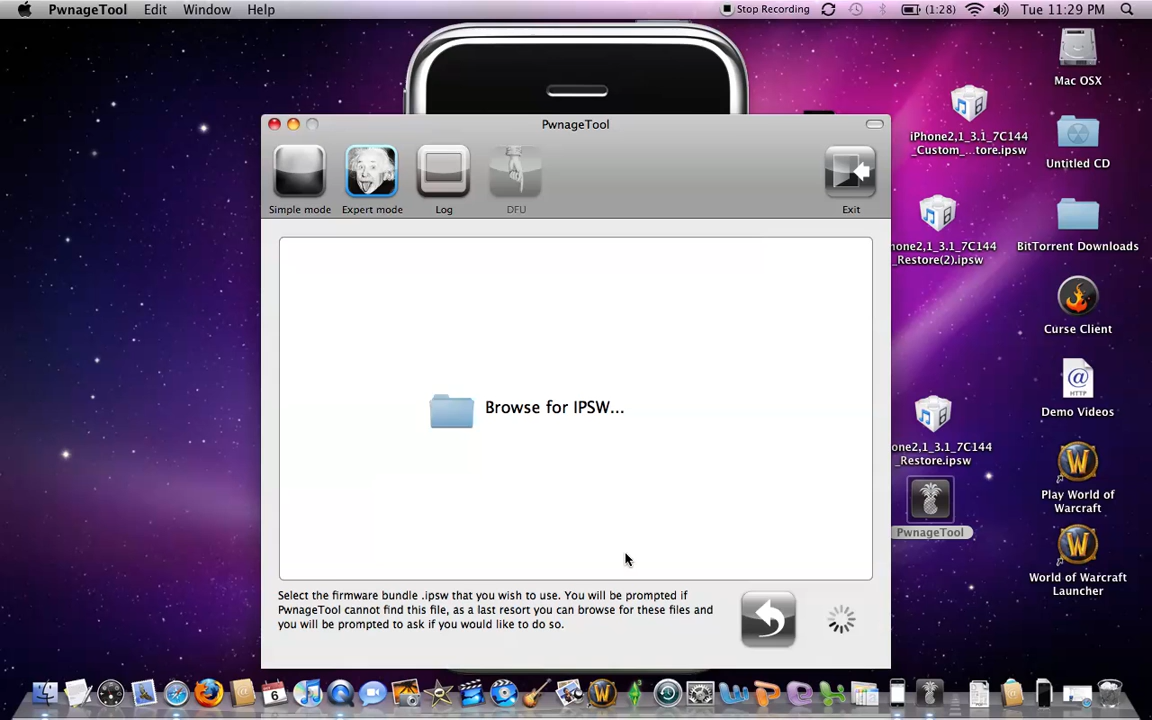 PwnageTool Edit Window Help
Stop Recording (1:28) Tue 11:29 PM
PwnageTool
Simple mode
Expert mode
Log
DFU
Exit
Browse for IPSW...
Select the firmware bundle .ipsw that you wish to use. You will be prompted if
PwnageTool cannot find this file, as a last resort you can browse for these files and
you will be prompted to ask if you would like to do so.
Mac OSX
iPhone2,1_3.1_7C144
_Custom_...tore.ipsw
Untitled CD
hone2,1_3.1_7C144
_Restore(2).ipsw
BitTorrent Downloads
Curse Client
HTTP
Demo Videos
one2,1_3.1_7C144
_Restore.ipsw
Play World of
Warcraft
PwnageTool
World of Warcraft
Launcher
6